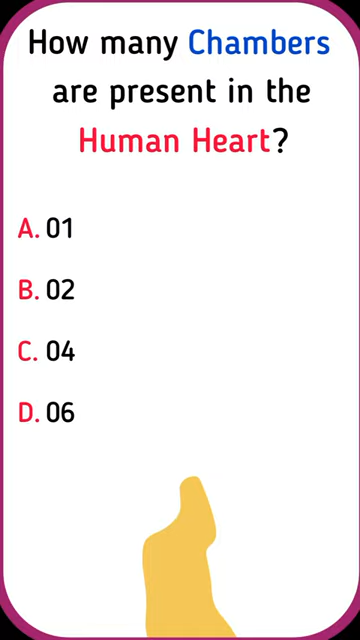 How many Chambers
are present in the
Human Heart?
A. 01
B. 02
C. 04
D. 06